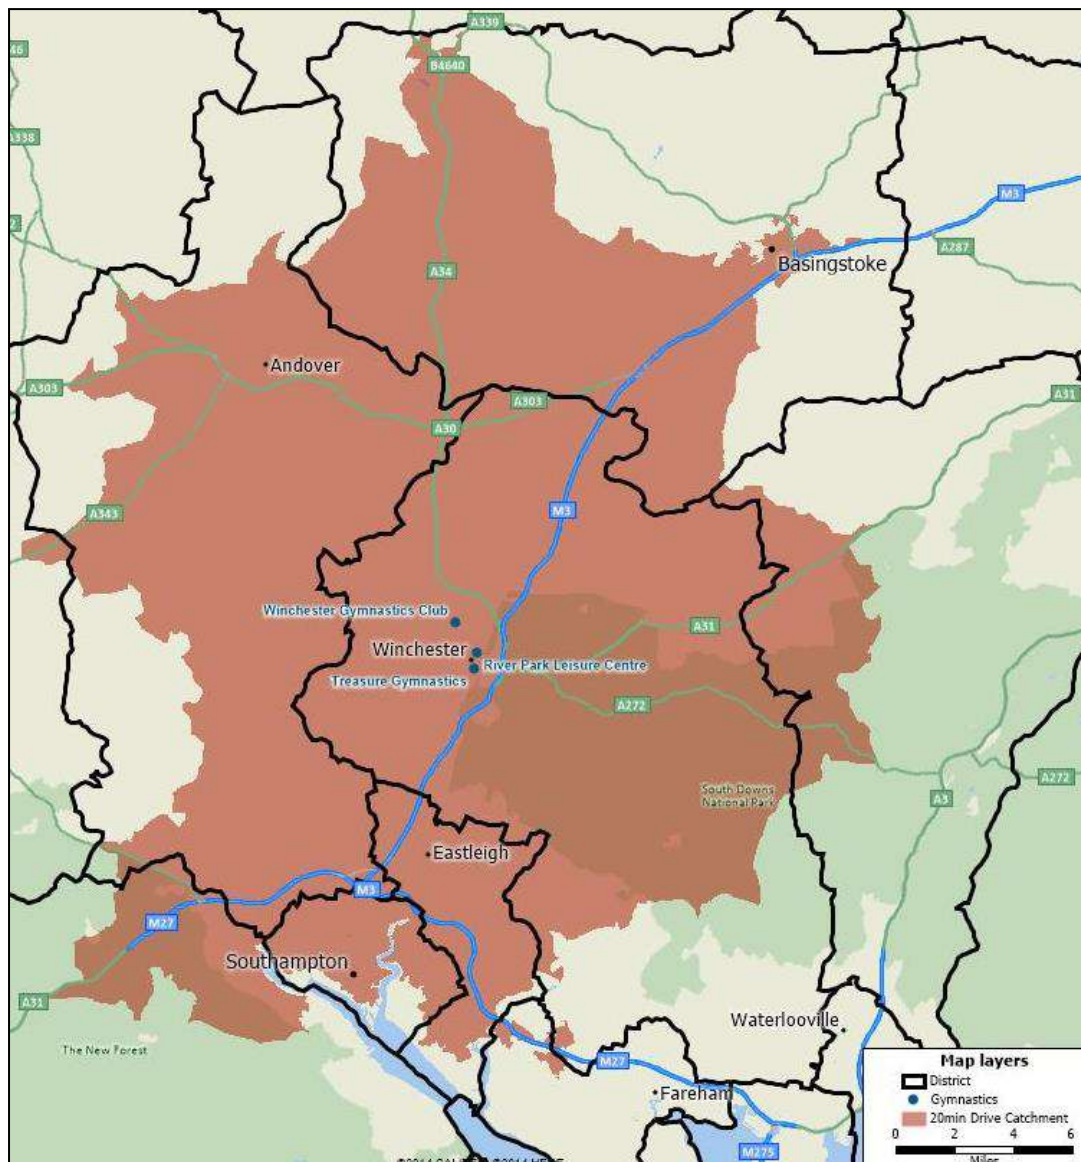 A339
B4640
A338
M3
A287
Basingstoke
A34
Andover
A303
A303
A31
A30
A343
M3
Winchester Gymnastics Club
Winchester
River Park Leisure Centre
Treasure Gymnastics
A31
A272
South Downs
National Park
A272
A3
Eastleigh
M3
M27
Southampton
A31
The New Forest
Waterlooville
M27
Fareham
M275
Map layers
District
Gymnastics
20min Drive Catchment
0 2 4 6
Miles